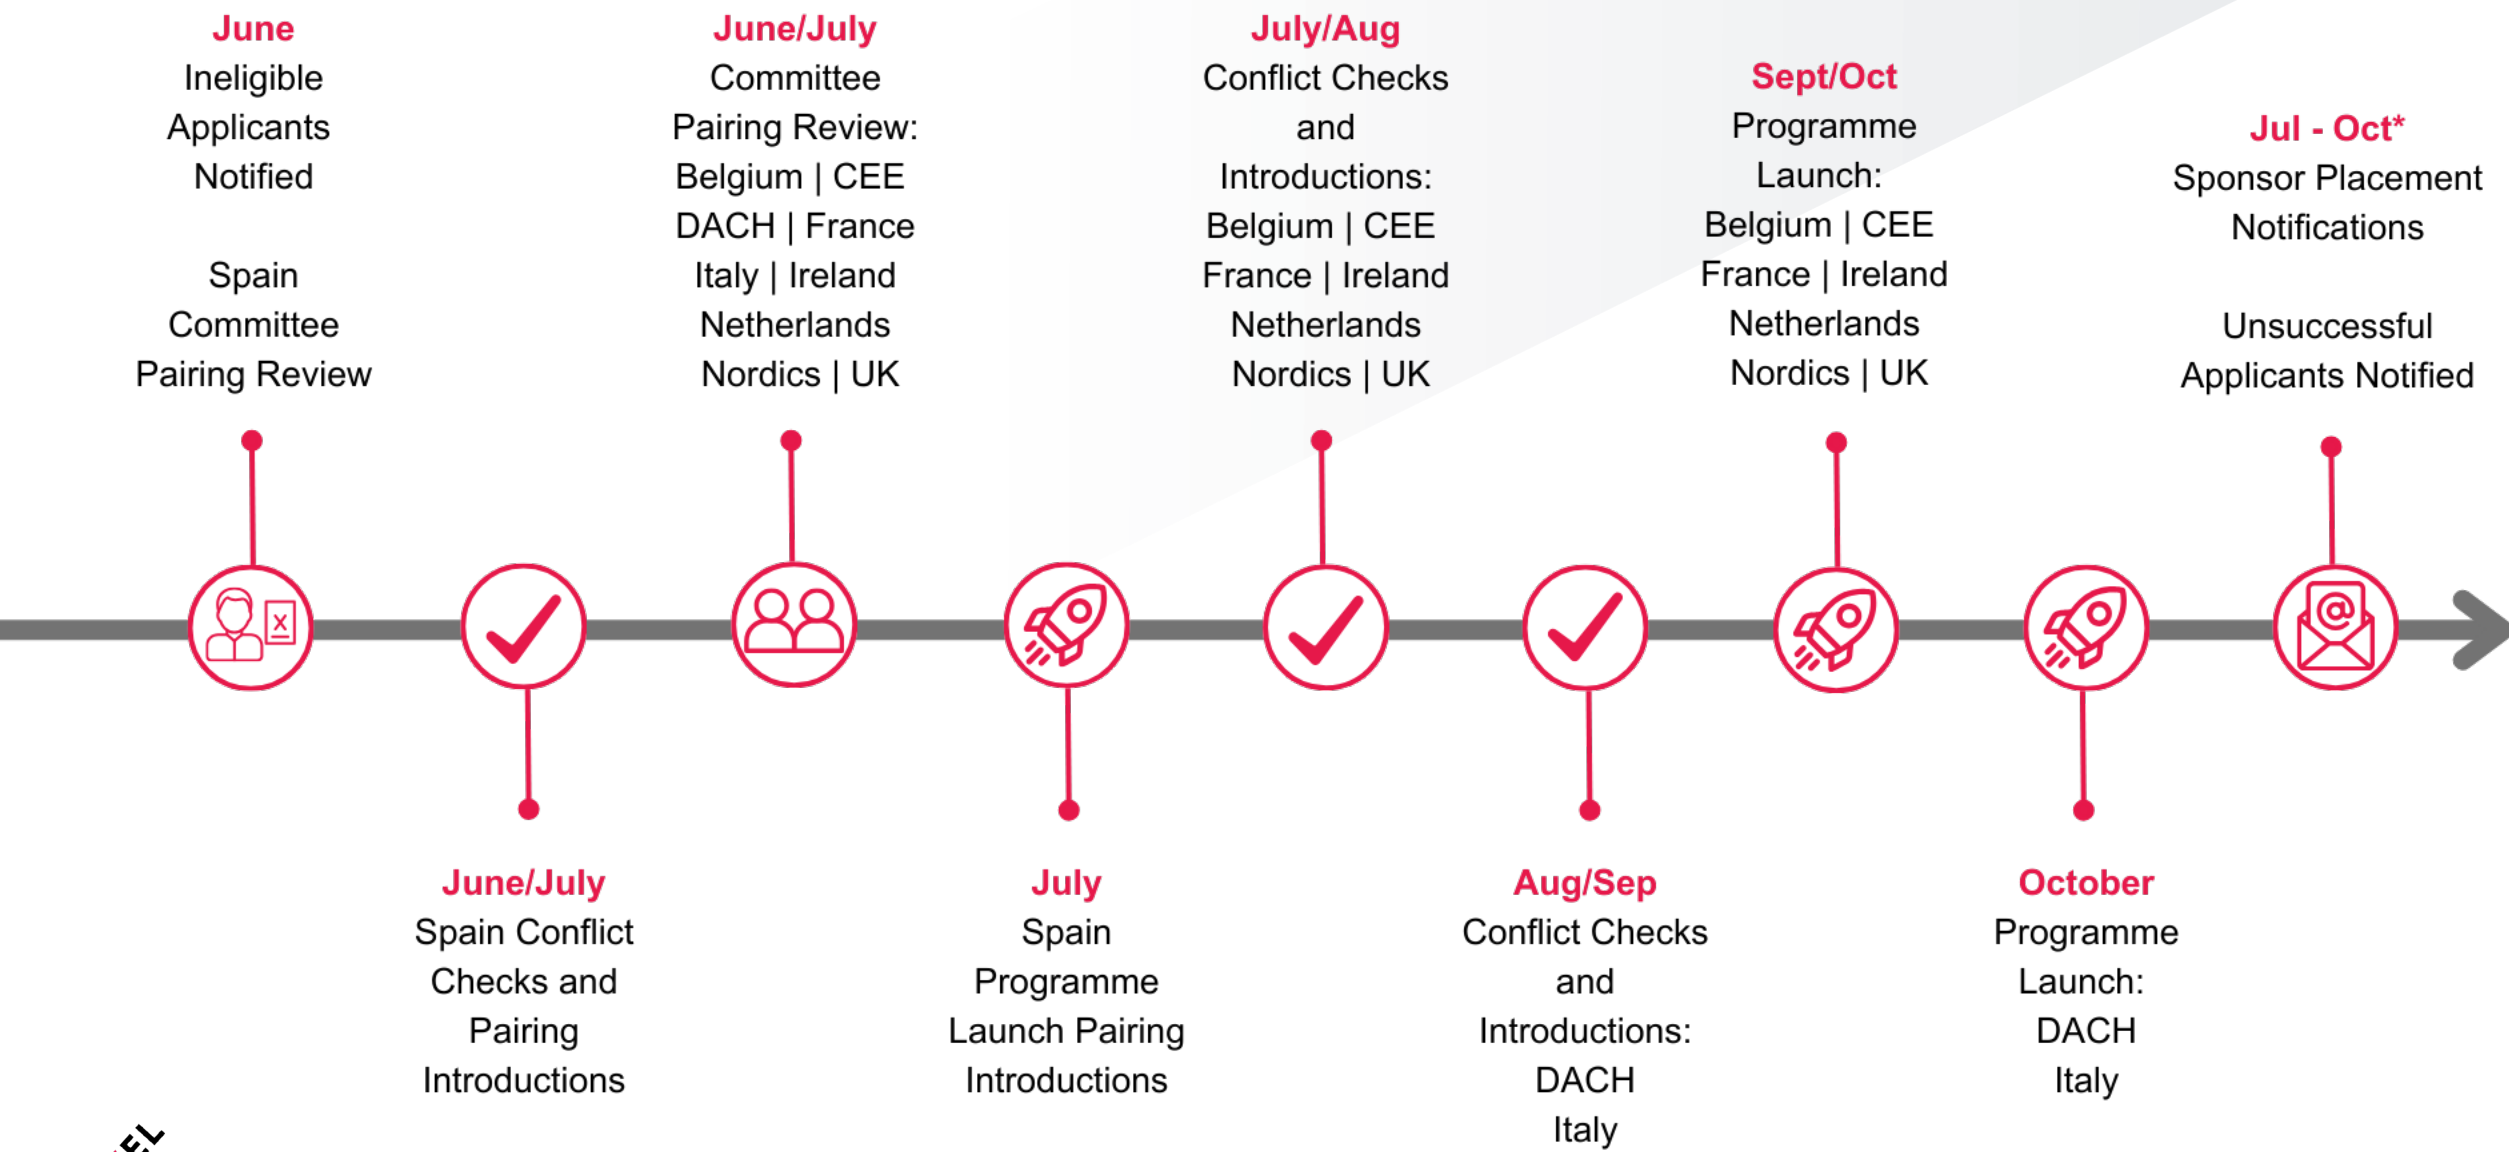 June
Ineligible
Applicants
Notified
Spain
Committee
Pairing Review
June/July
Spain Conflict
Checks and
Pairing
Introductions
June/July
Committee
Pairing Review:
Belgium | CEE
DACH | France
Italy | Ireland
Netherlands
Nordics | UK
July
Spain
Programme
Launch Pairing
Introductions
July/Aug
Conflict Checks
and
Introductions:
Belgium | CEE
France | Ireland
Netherlands
Nordics | UK
Aug/Sep
Conflict Checks
and
Introductions:
DACH
Italy
Sept/Oct
Programme
Launch:
Belgium | CEE
France | Ireland
Netherlands
Nordics | UK
October
Programme
Launch:
DACH
Italy
Jul - Oct*
Sponsor Placement
Notifications
Unsuccessful
Applicants Notified